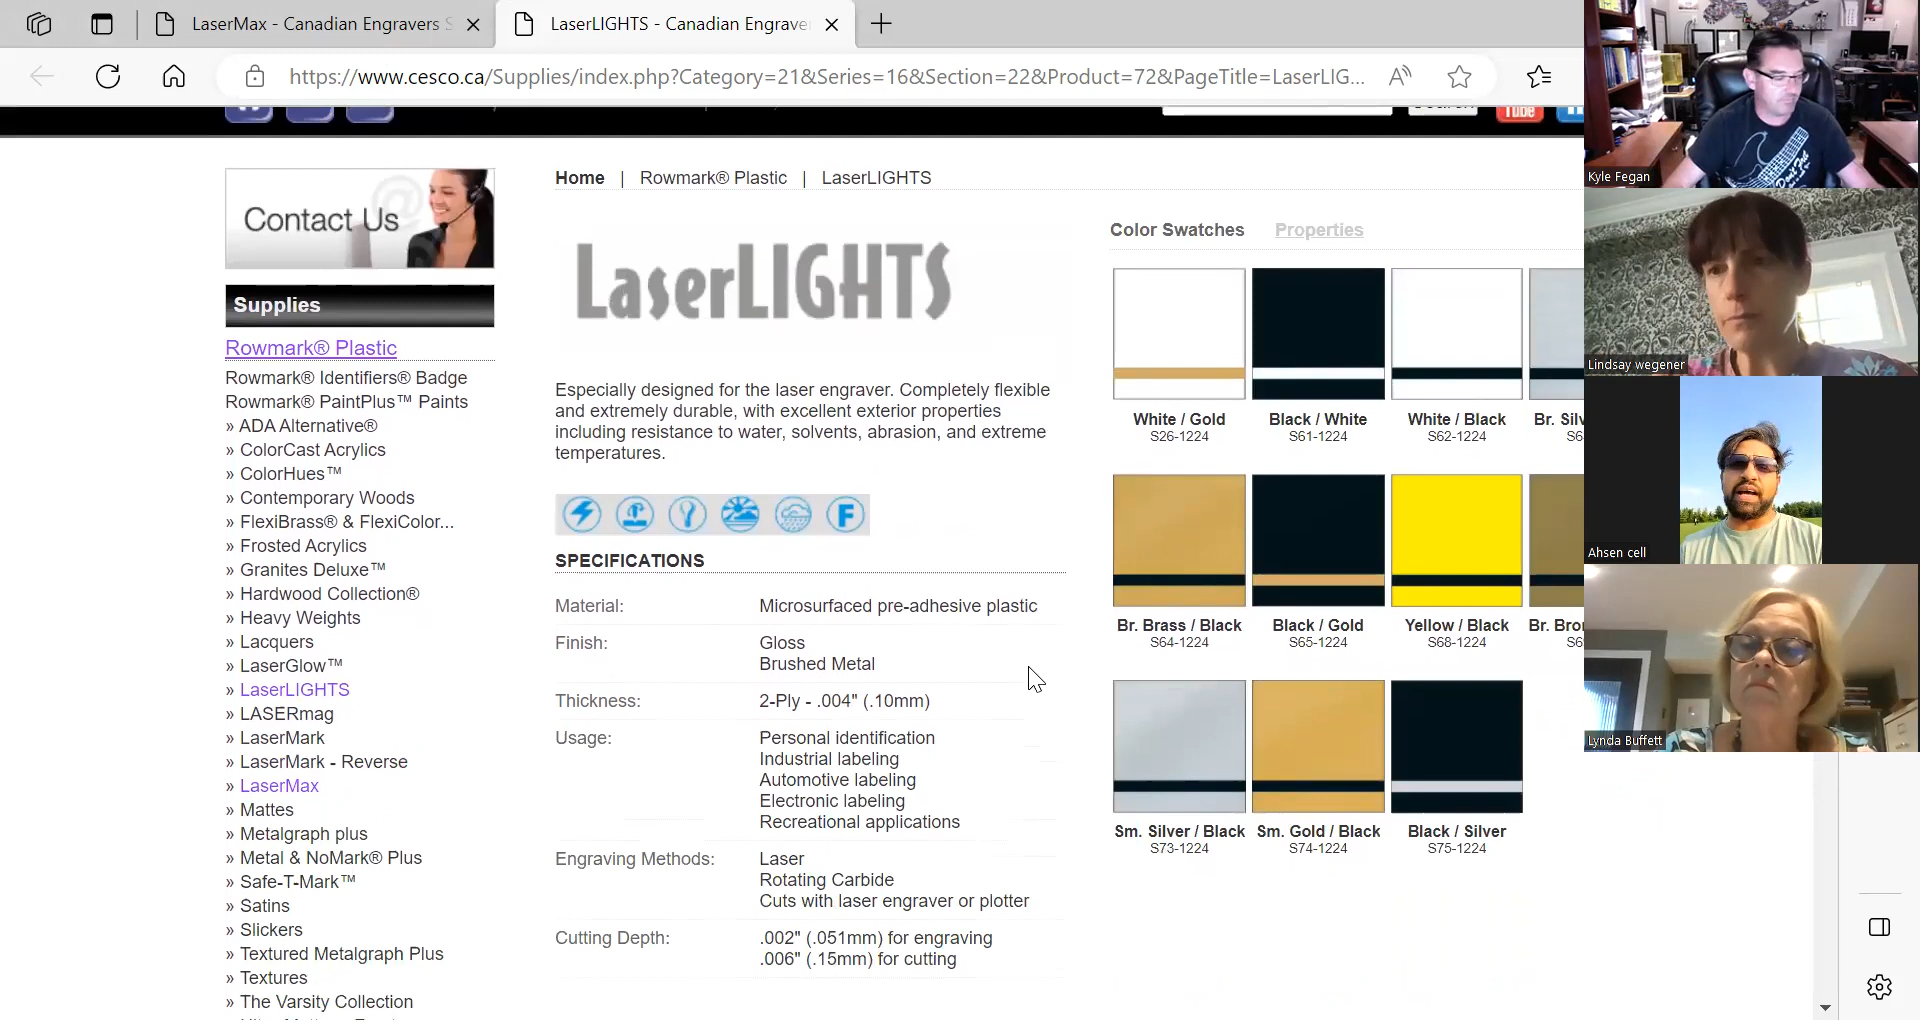 LaserMax - Canadian Engravers S
LaserLIGHTS - Canadian Engraver
https://www.cesco.ca/Supplies/index.php?Category=21&Series=16&Section=22&Product=72&PageTitle=LaserLIG...
Contact Us
Supplies
Rowmark® Plastic
Rowmark® Identifiers® Badge
Rowmark® PaintPlus™ Paints
» ADA Alternative®
» ColorCast Acrylics
» ColorHues™
» Contemporary Woods
» FlexiBrass® & FlexiColor...
» Frosted Acrylics
» Granites Deluxe™
» Hardwood Collection®
» Heavy Weights
» Lacquers
» LaserGlow™
» LaserLIGHTS
» LASERmag
» LaserMark
» LaserMark - Reverse
» LaserMax
» Mattes
» Metalgraph plus
» Metal & NoMark® Plus
» Safe-T-Mark™
» Satins
» Slickers
» Textured Metalgraph Plus
» Textures
» The Varsity Collection
Home | Rowmark® Plastic | LaserLIGHTS
LaserLIGHTS
Especially designed for the laser engraver. Completely flexible
and extremely durable, with excellent exterior properties
including resistance to water, solvents, abrasion, and extreme
temperatures.
F
SPECIFICATIONS
Material: Microsurfaced pre-adhesive plastic
Finish: Gloss
Brushed Metal
Thickness: 2-Ply - .004" (.10mm)
Usage: Personal identification
Industrial labeling
Automotive labeling
Electronic labeling
Recreational applications
Engraving Methods: Laser
Rotating Carbide
Cuts with laser engraver or plotter
Cutting Depth: .002" (.051mm) for engraving
.006" (.15mm) for cutting
Color Swatches Properties
White / Gold Black / White White / Black Br. Silv
S26-1224 S61-1224 S62-1224 S6
Br. Brass / Black Black / Gold Yellow / Black Br. Bron
S64-1224 S65-1224 S68-1224 S6
Sm. Silver / Black Sm. Gold / Black Black / Silver
S73-1224 S74-1224 S75-1224
Tube
Kyle Fegan
Lindsay wegener
Ahsen cell
Lynda Buffett